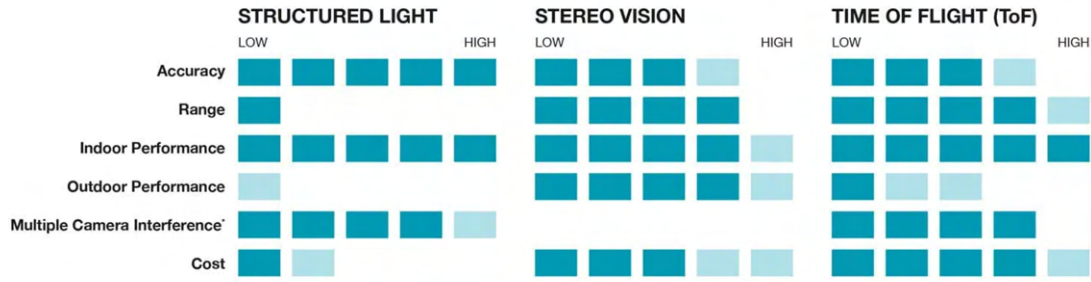 STRUCTURED LIGHT STEREO VISION TIME OF FLIGHT (ToF)
LOW HIGH LOW HIGH LOW HIGH
Accuracy
Range
Indoor Performance
Outdoor Performance
Multiple Camera Interference*
Cost